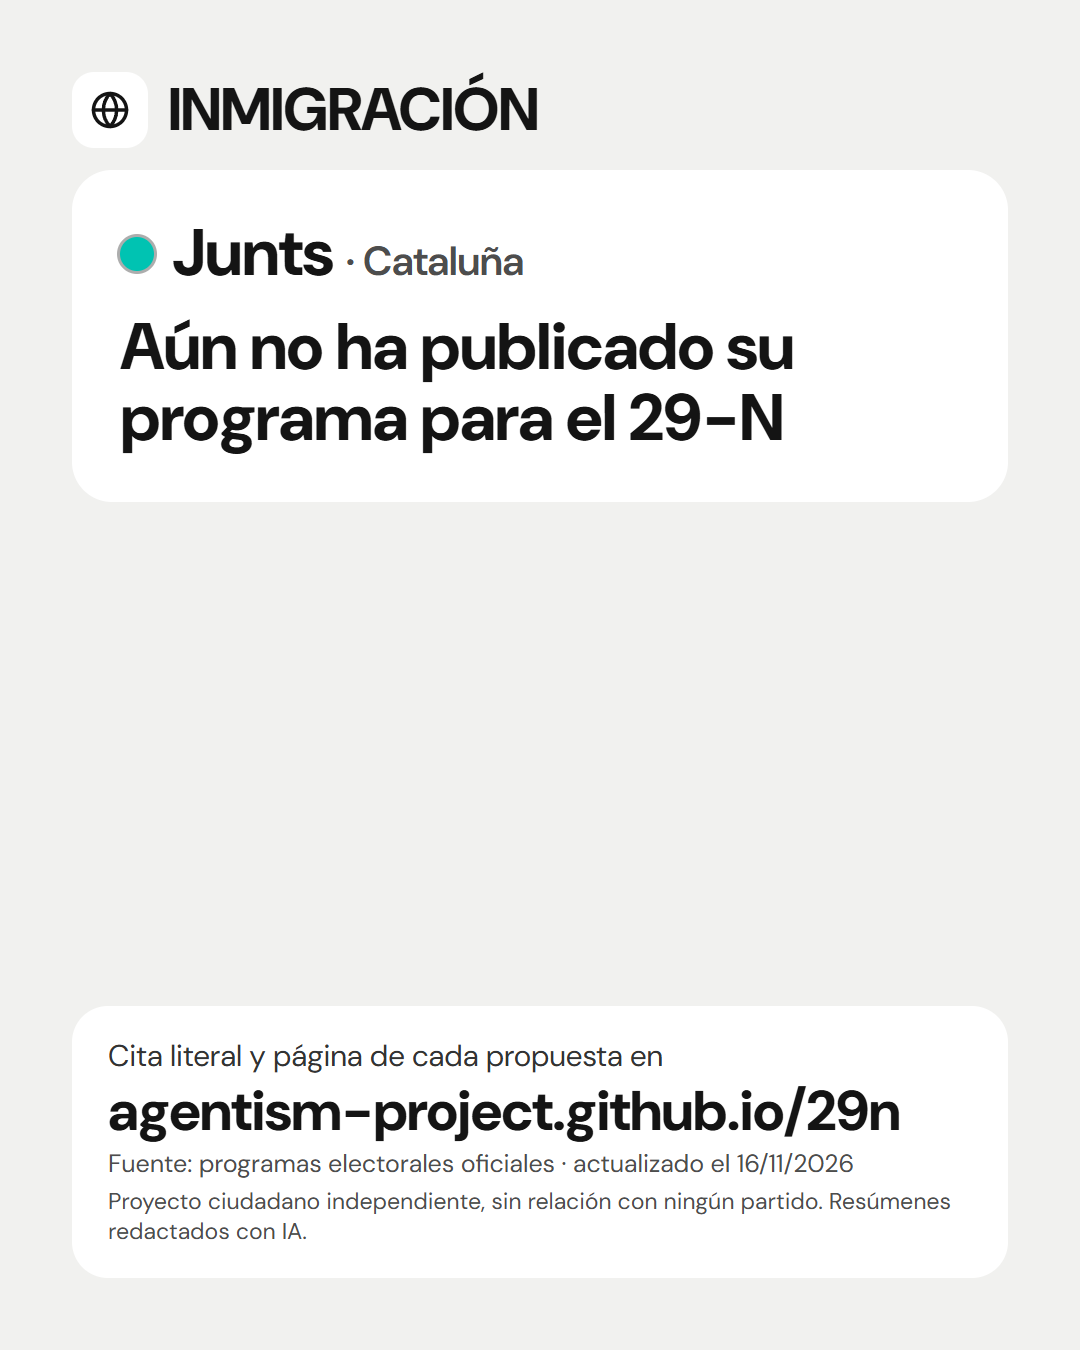 INMIGRACIÓN
Junts · Cataluña
Aún no ha publicado su
programa para el 29-N
Cita literal y página de cada propuesta en
agentism-project.github.io/29n
Fuente: programas electorales oficiales · actualizado el 16/11/2026
Proyecto ciudadano independiente, sin relación con ningún partido. Resúmenes
redactados con IA.